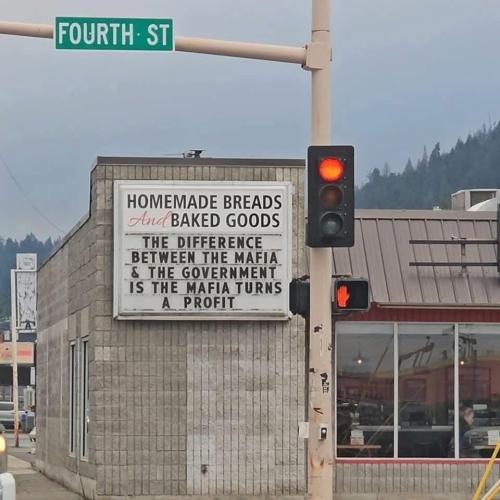 FOURTH ST
HOMEMADE BREADS
And BAKED GOODS
THE DIFFERENCE
BETWEEN THE MAFIA
& THE GOVERNMENT
IS THE MAFIA TURNS
A PROFIT